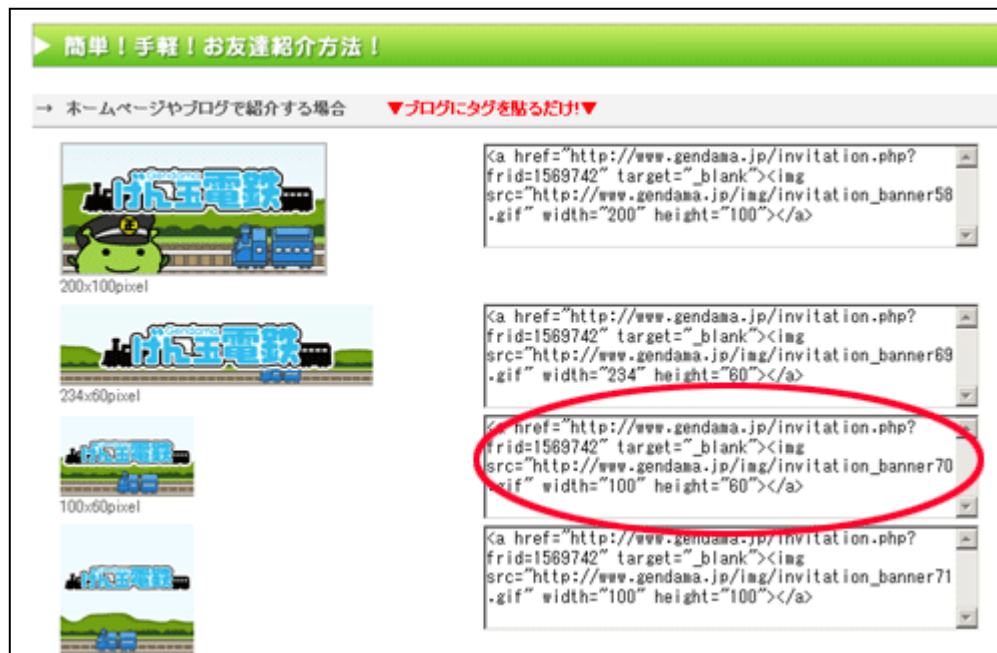 簡単!手軽!お友達紹介方法!
→ ホームページやブログで紹介する場合 ▼ブログにタグを貼るだけ!▼
Gendama
げん玉電鉄
200x100pixel
<a href="http://www.gendama.jp/invitation.php?
frid=1569742" target="_blank"><img
src="http://www.gendama.jp/img/invitation_banner58
.gif" width="200" height="100"></a>
Gendama
げん玉電鉄
234x60pixel
<a href="http://www.gendama.jp/invitation.php?
frid=1569742" target="_blank"><img
src="http://www.gendama.jp/img/invitation_banner69
.gif" width="234" height="60"></a>
げん玉電鉄
100x60pixel
<a href="http://www.gendama.jp/invitation.php?
frid=1569742" target="_blank"><img
src="http://www.gendama.jp/img/invitation_banner70
.gif" width="100" height="60"></a>
げん玉電鉄
<a href="http://www.gendama.jp/invitation.php?
frid=1569742" target="_blank"><img
src="http://www.gendama.jp/img/invitation_banner71
.gif" width="100" height="100"></a>